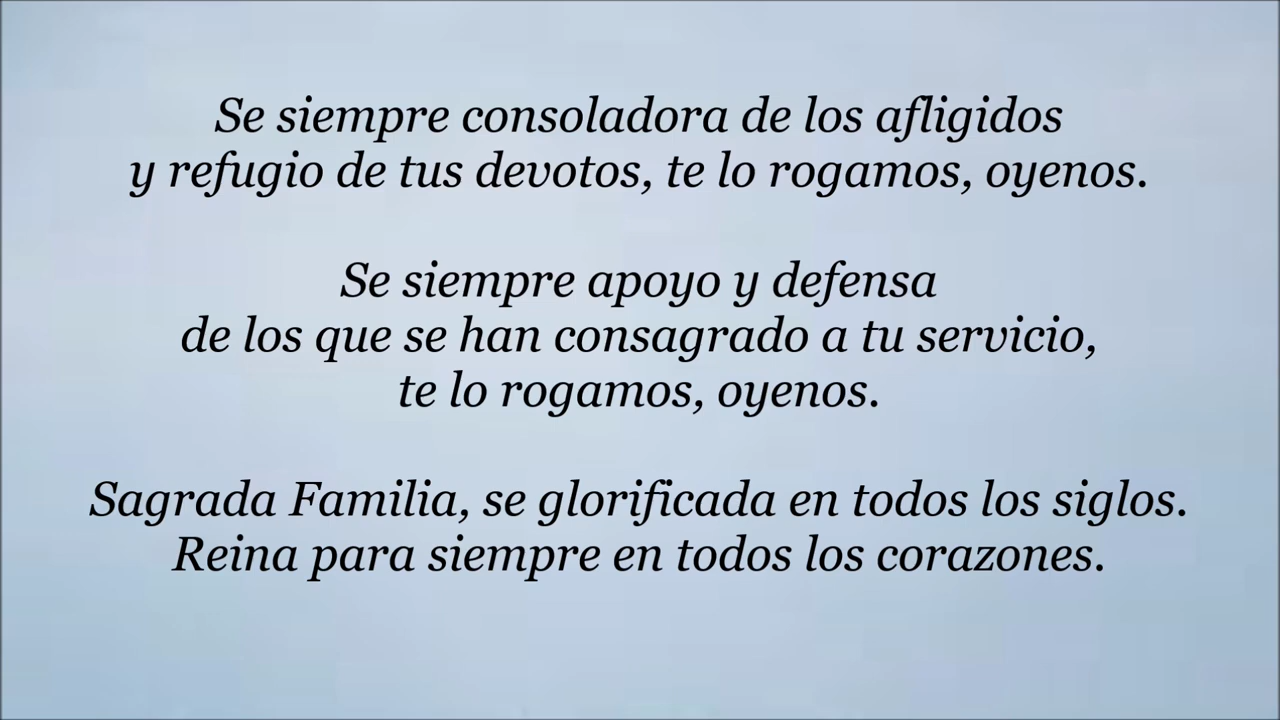 Se siempre consoladora de los afligidos
y refugio de tus devotos, te lo rogamos, oyenos.
Se siempre apoyo y defensa
de los que se han consagrado a tu servicio,
te lo rogamos, oyenos.
Sagrada Familia, se glorificada en todos los siglos.
Reina para siempre en todos los corazones.